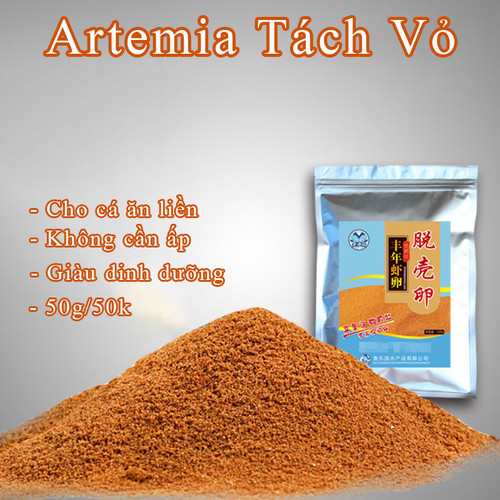 Artemia Tách Vỏ
- Cho cá ăn liền
- Không cần ấp
- Giàu dinh dưỡng
- 50g/50k
脱壳卵
丰年虾卵